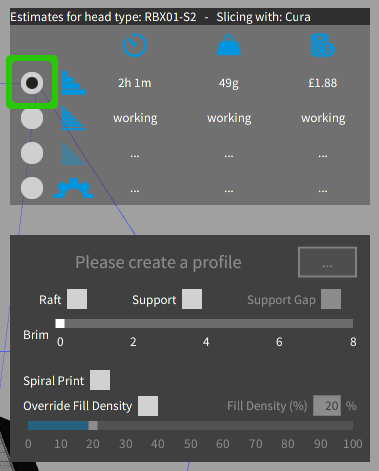 Estimates for head type: RBX01-S2 - Slicing with: Cura
2h 1m 49g £1.88
working working working
... ... ...
... ... ...
Please create a profile ...
Raft Support Support Gap
Brim
0 2 4 6 8
Spiral Print
Override Fill Density Fill Density (%) 20 %
0 10 20 30 40 50 60 70 80 90 100